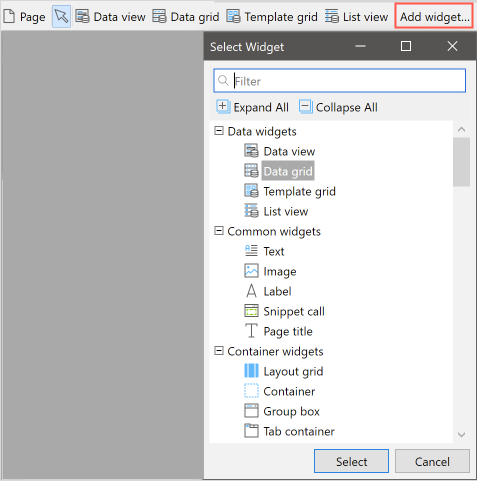 Page Data view Data grid Template grid List view Add widget...
Select Widget
Filter
Expand All Collapse All
Data widgets
Data view
Data grid
Template grid
List view
Common widgets
Text
Image
Label
Snippet call
Page title
Container widgets
Layout grid
Container
Group box
Tab container
Select Cancel